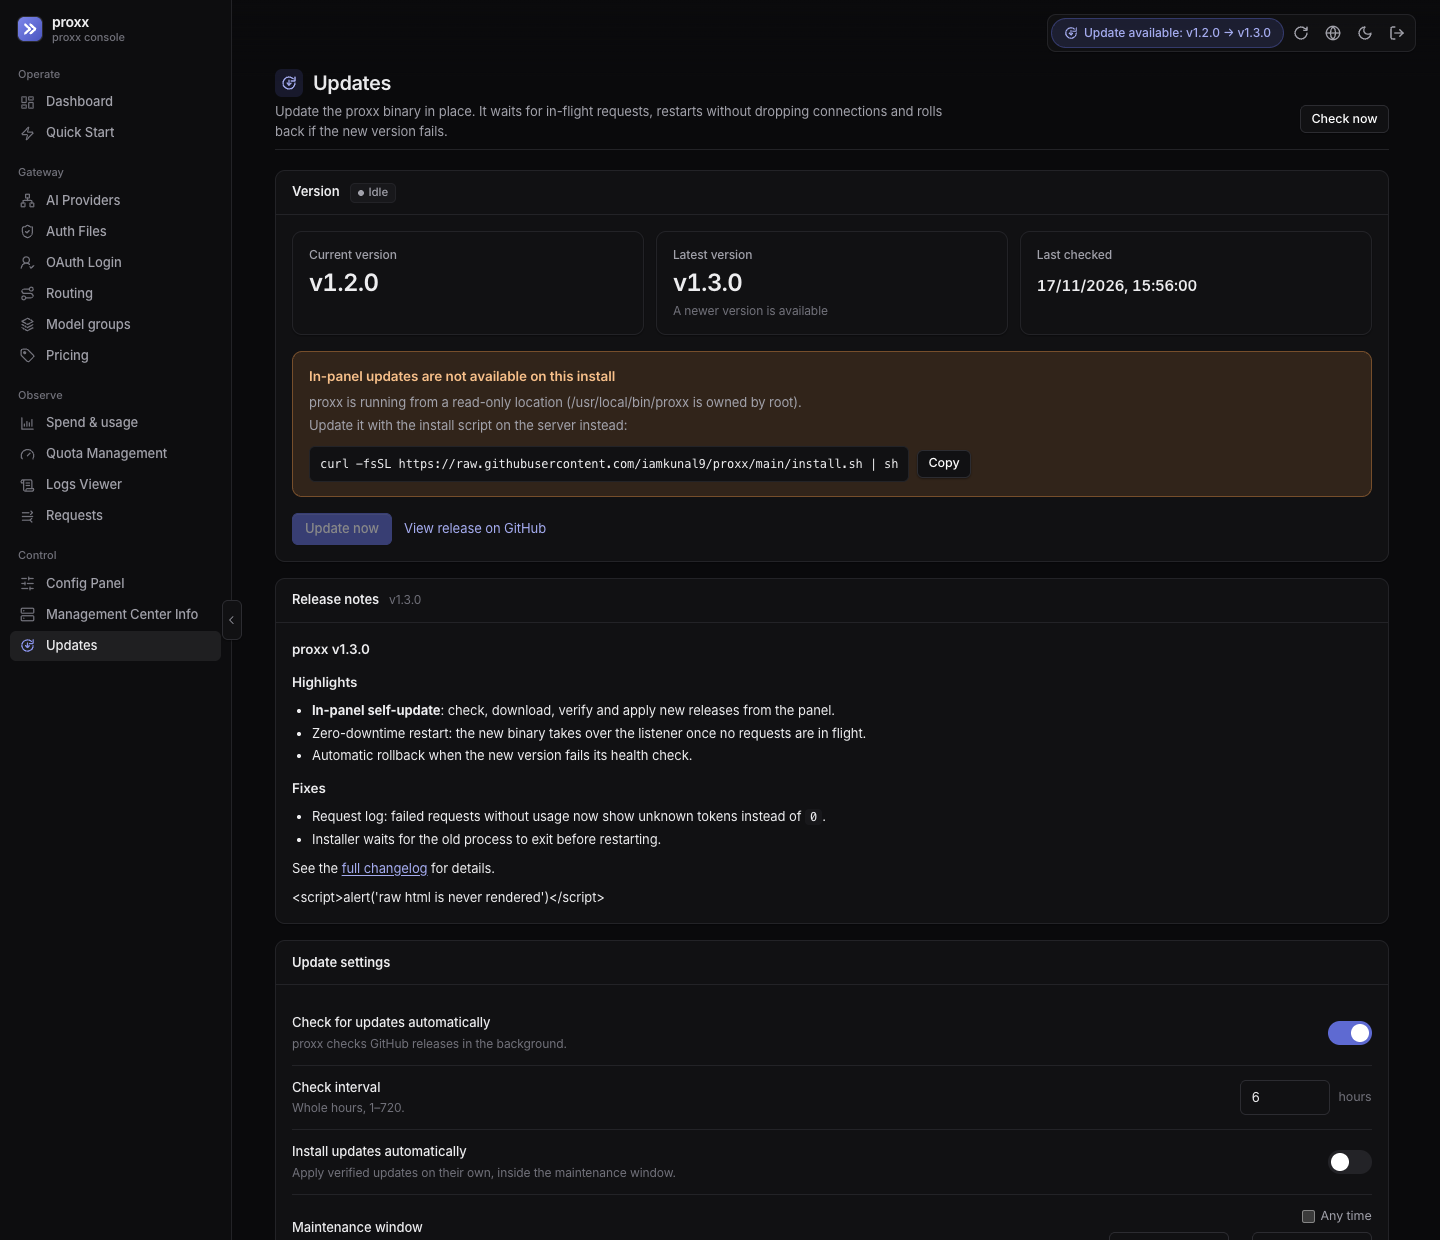 proxx
proxx console
Update available: v1.2.0 → v1.3.0
Operate
Dashboard
Quick Start
Gateway
AI Providers
Auth Files
OAuth Login
Routing
Model groups
Pricing
Observe
Spend & usage
Quota Management
Logs Viewer
Requests
Control
Config Panel
Management Center Info
Updates
Updates
Update the proxx binary in place. It waits for in-flight requests, restarts without dropping connections and rolls
back if the new version fails.
Check now
Version
Idle
Current version
v1.2.0
Latest version
v1.3.0
A newer version is available
Last checked
17/11/2026, 15:56:00
In-panel updates are not available on this install
proxx is running from a read-only location (/usr/local/bin/proxx is owned by root).
Update it with the install script on the server instead:
curl -fsSL https://raw.githubusercontent.com/iamkunal9/proxx/main/install.sh | sh
Copy
Update now
View release on GitHub
Release notes v1.3.0
proxx v1.3.0
Highlights
• In-panel self-update: check, download, verify and apply new releases from the panel.
• Zero-downtime restart: the new binary takes over the listener once no requests are in flight.
• Automatic rollback when the new version fails its health check.
Fixes
• Request log: failed requests without usage now show unknown tokens instead of 0.
• Installer waits for the old process to exit before restarting.
See the full changelog for details.
<script>alert('raw html is never rendered')</script>
Update settings
Check for updates automatically
proxx checks GitHub releases in the background.
Check interval
Whole hours, 1–720.
6 hours
Install updates automatically
Apply verified updates on their own, inside the maintenance window.
Maintenance window
Any time